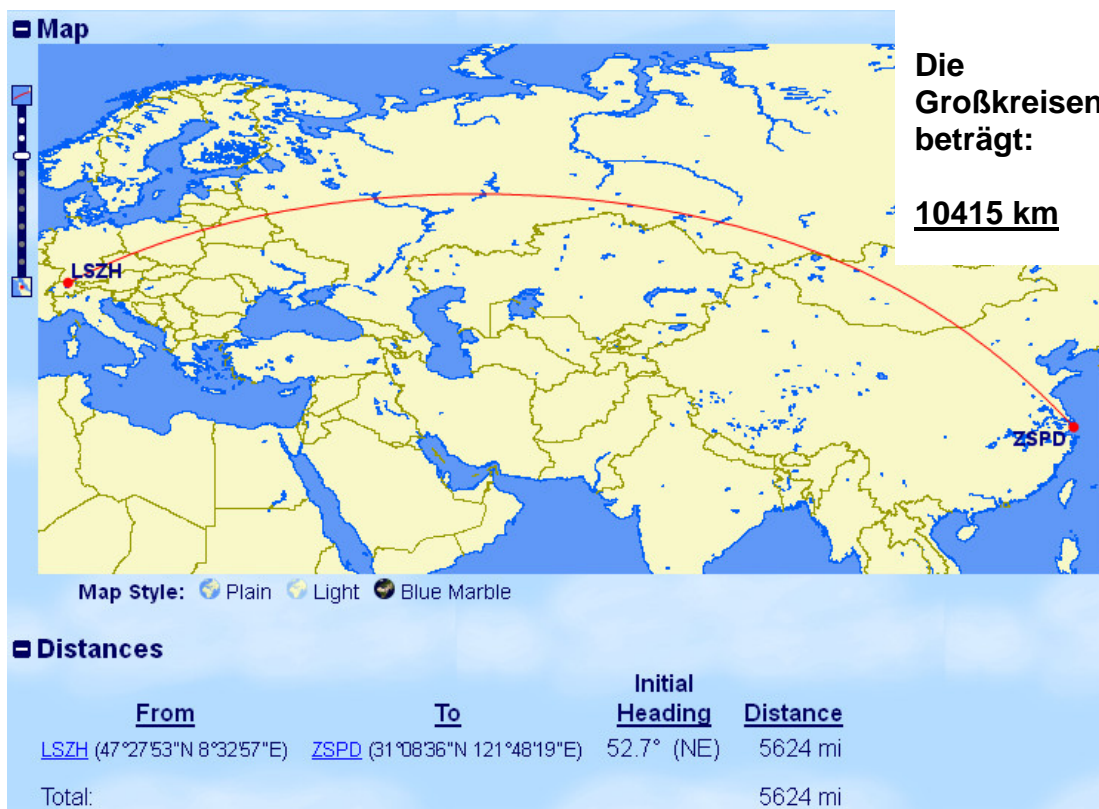 Map
Die
Großkreisen
beträgt:
10415 km
LSZH
ZSPD
Map Style: Plain Light Blue Marble
Distances
From To Initial Heading Distance
LSZH (47°27'53"N 8°32'57"E) ZSPD (31°08'36"N 121°48'19"E) 52.7° (NE) 5624 mi
Total: 5624 mi